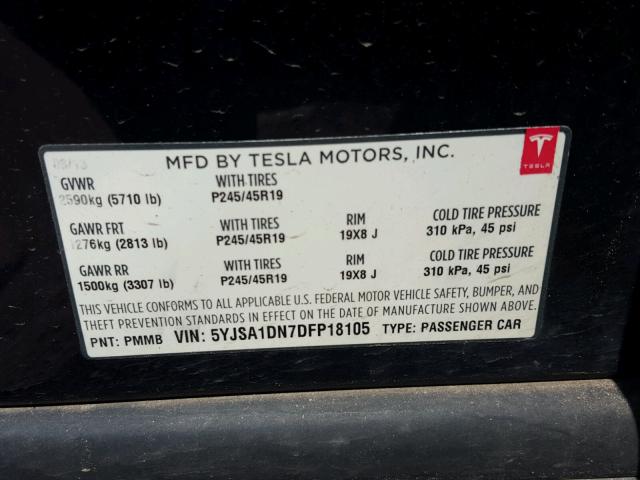 MFD BY TESLA MOTORS, INC.
TESLA
GVWR WITH TIRES
2590kg (5710 lb) P245/45R19
GAWR FRT WITH TIRES RIM COLD TIRE PRESSURE
1276kg (2813 lb) P245/45R19 19X8 J 310 kPa, 45 psi
GAWR RR WITH TIRES RIM COLD TIRE PRESSURE
1500kg (3307 lb) P245/45R19 19X8 J 310 kPa, 45 psi
THIS VEHICLE CONFORMS TO ALL APPLICABLE U.S. FEDERAL MOTOR VEHICLE SAFETY, BUMPER, AND
THEFT PREVENTION STANDARDS IN EFFECT ON THE DATE OF MANUFACTURE SHOWN ABOVE.
PNT: PMMB VIN: 5YJSA1DN7DFP18105 TYPE: PASSENGER CAR